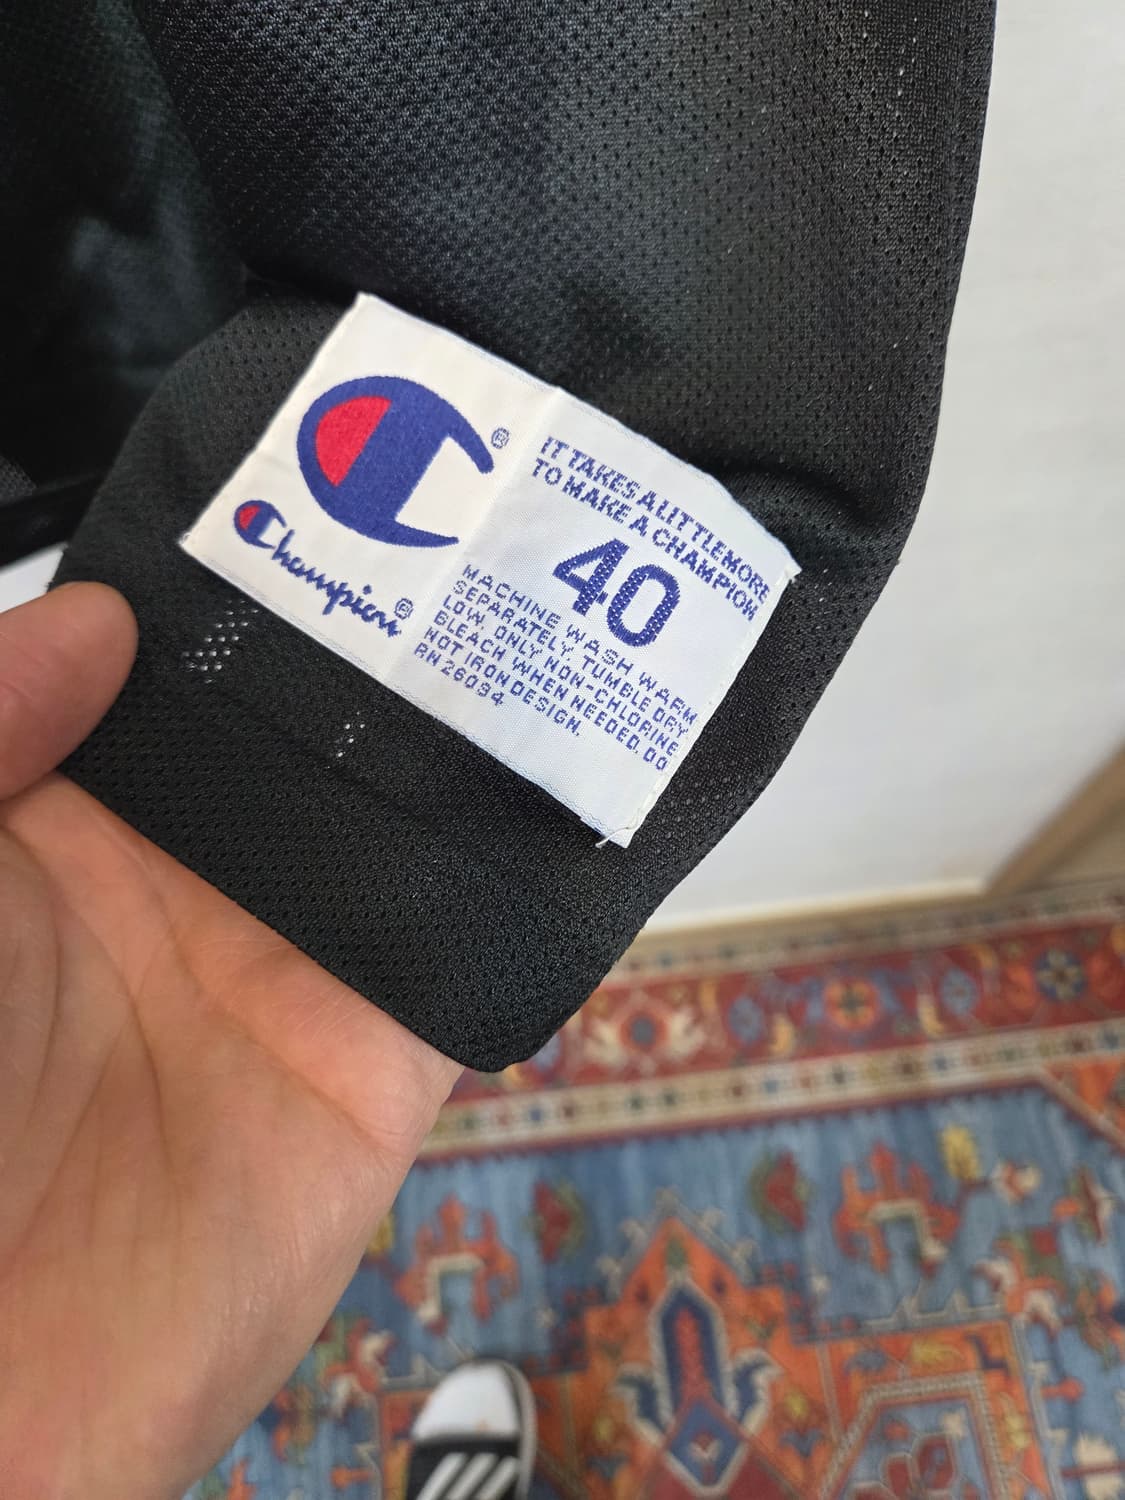 ®
Champion®
IT TAKES A LITTLE MORE
TO MAKE A CHAMPION
40
MACHINE WASH WARM
SEPARATELY, TUMBLE DRY
LOW. ONLY NON-CHLORINE
BLEACH WHEN NEEDED. DO
NOT IRON DESIGN.
RN 26094.